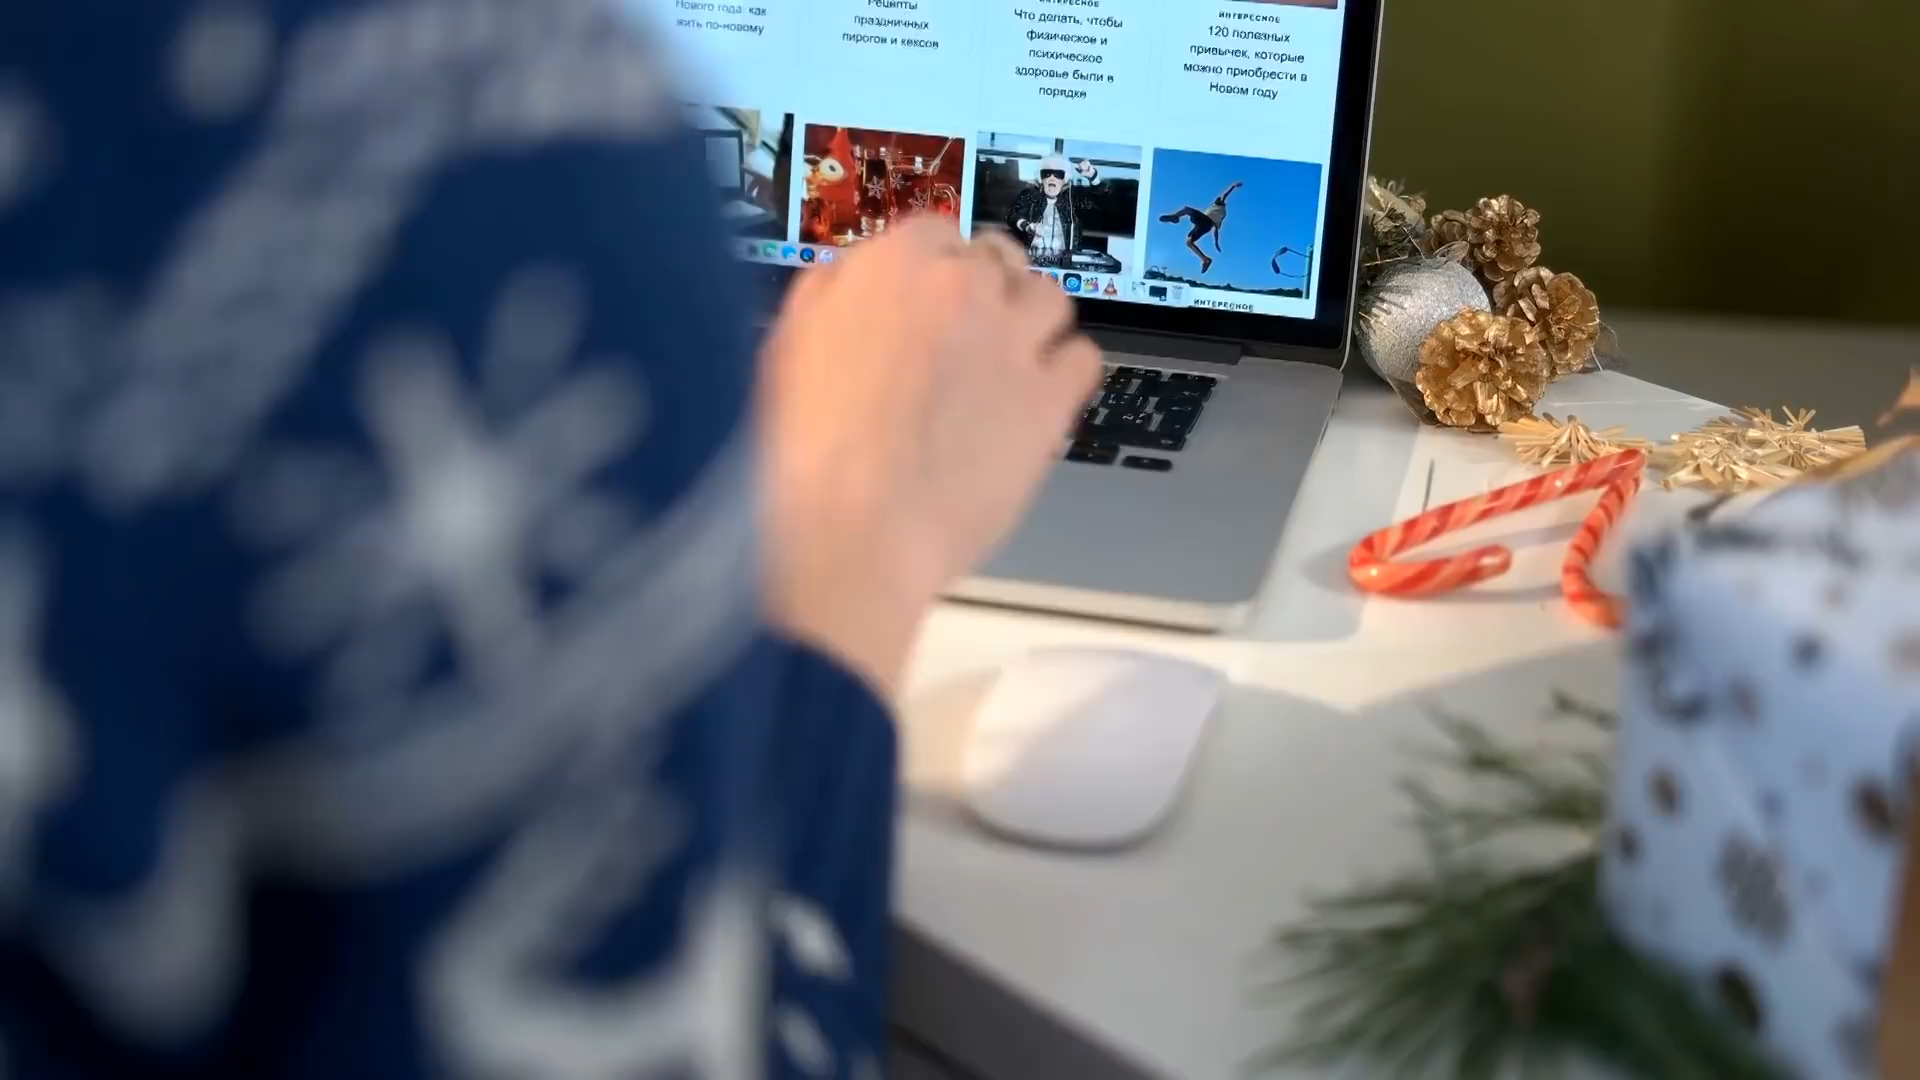 Нового года: как
жить по-новому
Рецепты
праздничных
пирогов и кексов
ИНТЕРЕСНОЕ
Что делать, чтобы
физическое и
психическое
здоровье были в
порядке
ИНТЕРЕСНОЕ
120 полезных
привычек, которые
можно приобрести в
Новом году
ИНТЕРЕСНОЕ